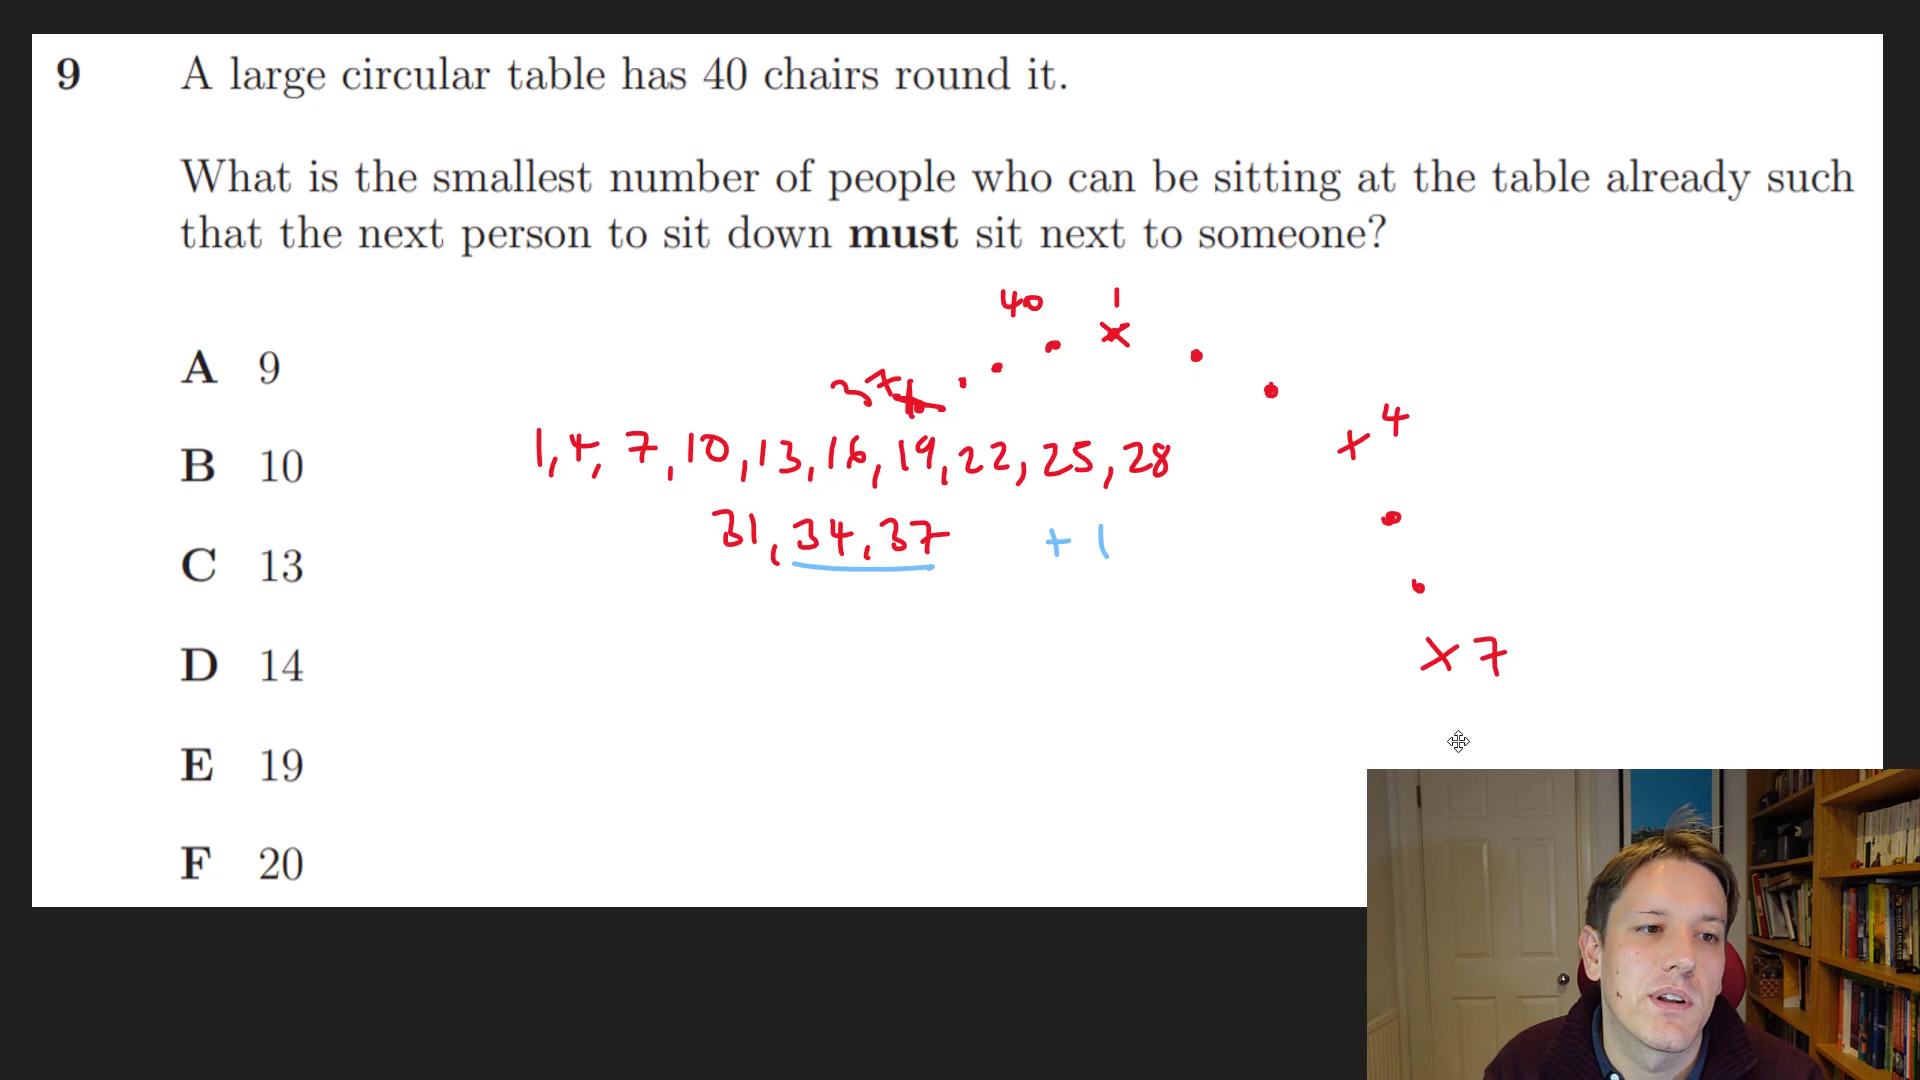 9 A large circular table has 40 chairs round it.
What is the smallest number of people who can be sitting at the table already such
that the next person to sit down must sit next to someone?
40 1
A 9
37
4
1, 4, 7, 10, 13, 16, 19, 22, 25, 28
B 10
31, 34, 37 + 1
C 13
D 14
× 7
E 19
F 20